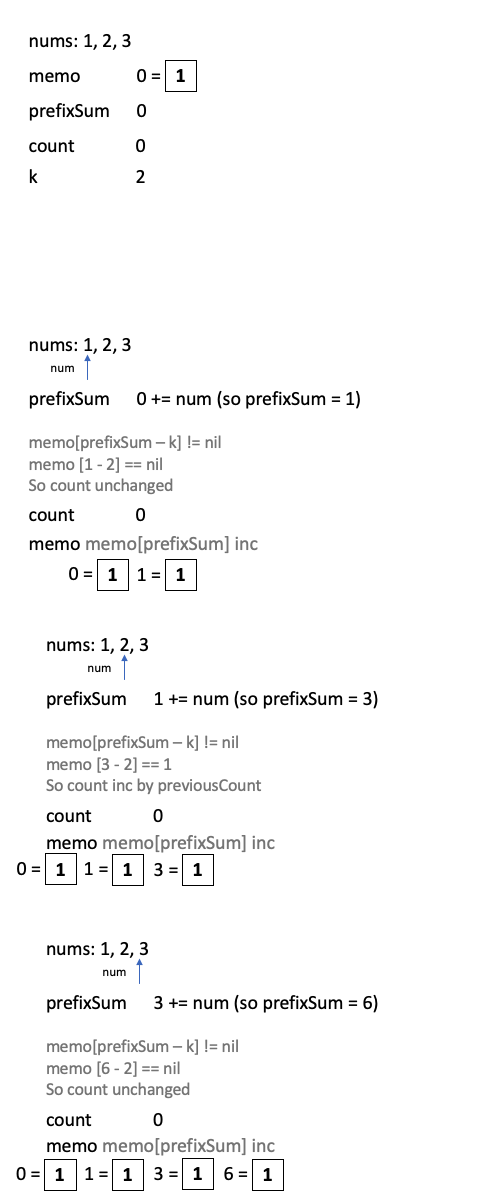 nums: 1, 2, 3
memo 0 = 1
prefixSum 0
count 0
k 2
nums: 1, 2, 3
num
prefixSum 0 += num (so prefixSum = 1)
memo[prefixSum – k] != nil
memo [1 - 2] == nil
So count unchanged
count 0
memo memo[prefixSum] inc
0 = 1 1 = 1
nums: 1, 2, 3
num
prefixSum 1 += num (so prefixSum = 3)
memo[prefixSum – k] != nil
memo [3 - 2] == 1
So count inc by previousCount
count 0
memo memo[prefixSum] inc
0 = 1 1 = 1 3 = 1
nums: 1, 2, 3
num
prefixSum 3 += num (so prefixSum = 6)
memo[prefixSum – k] != nil
memo [6 - 2] == nil
So count unchanged
count 0
memo memo[prefixSum] inc
0 = 1 1 = 1 3 = 1 6 = 1